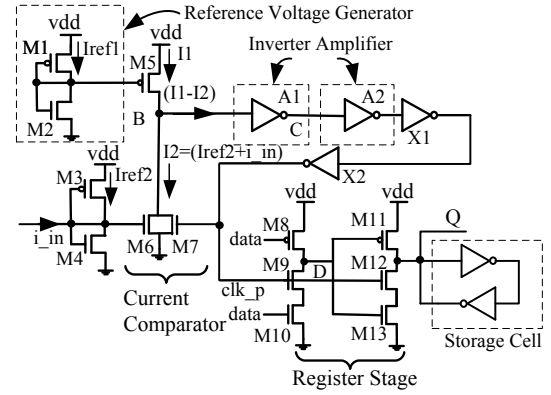 Reference Voltage Generator
vdd
M1
Iref1
M2
vdd
M5
I1
(I1-I2)
B
Inverter Amplifier
A1
C
A2
X1
X2
I2=(Iref2+i_in)
vdd
M3
Iref2
i_in
M4
M6
M7
Current
Comparator
vdd
M8
data
M9
D
clk_p
data
M10
vdd
M11
M12
M13
Q
Storage Cell
Register Stage